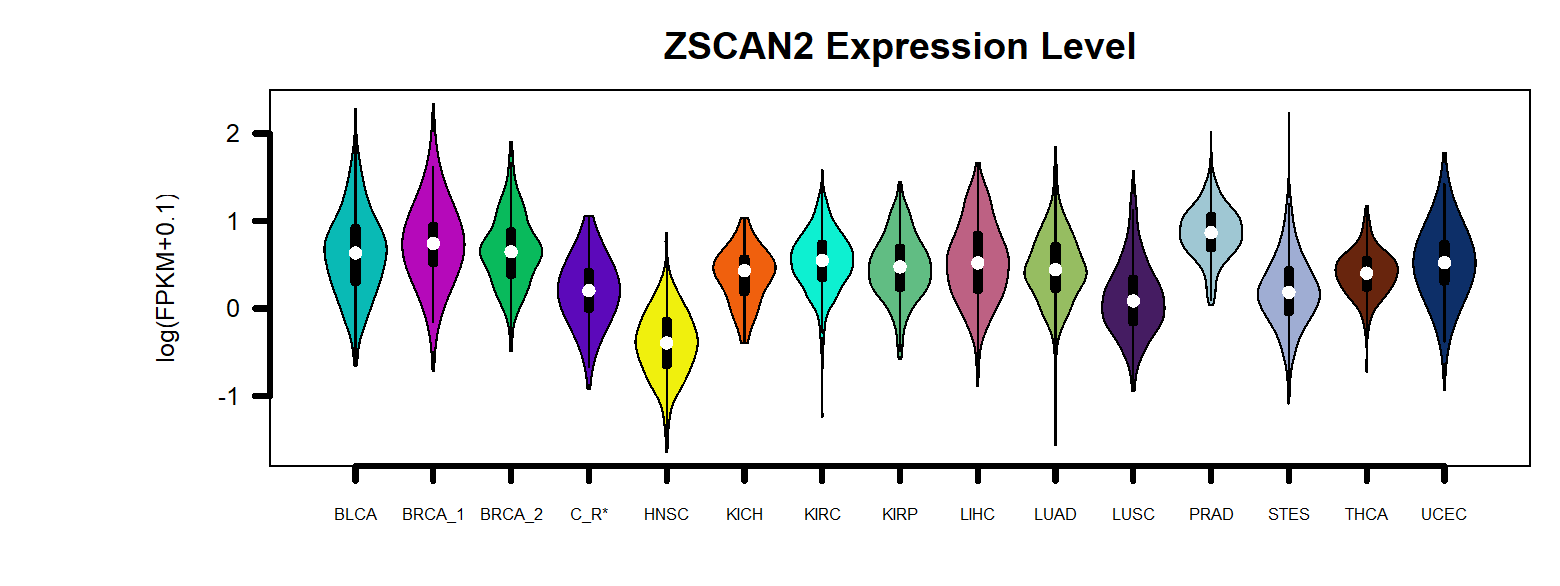 ZSCAN2 Expression Level
log(FPKM+0.1)
2
1
0
-1
BLCA BRCA_1 BRCA_2 C_R* HNSC KICH KIRC KIRP LIHC LUAD LUSC PRAD STES THCA UCEC